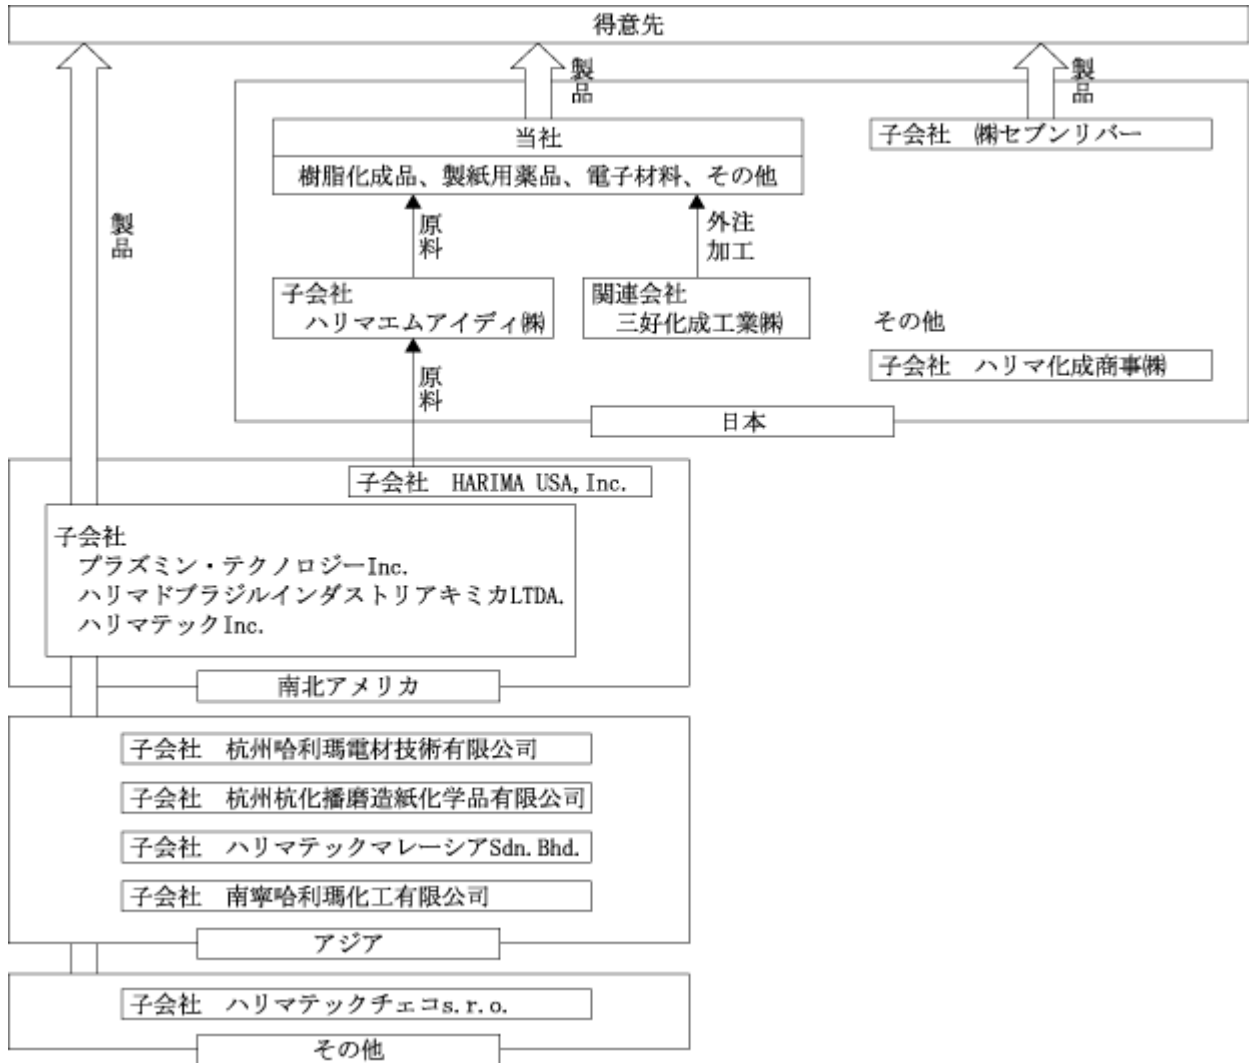 得意先
製品
製品
製品
当社
樹脂化成品、製紙用薬品、電子材料、その他
子会社　㈱セブンリバー
原料
外注
加工
子会社
ハリマエムアイディ㈱
関連会社
三好化成工業㈱
その他
子会社　ハリマ化成商事㈱
原料
日本
子会社　HARIMA USA,Inc.
子会社
プラズミン・テクノロジーInc.
ハリマドブラジルインダストリアキミカLTDA.
ハリマテックInc.
南北アメリカ
子会社　杭州哈利瑪電材技術有限公司
子会社　杭州杭化播磨造紙化学品有限公司
子会社　ハリマテックマレーシアSdn.Bhd.
子会社　南寧哈利瑪化工有限公司
アジア
子会社　ハリマテックチェコs.r.o.
その他